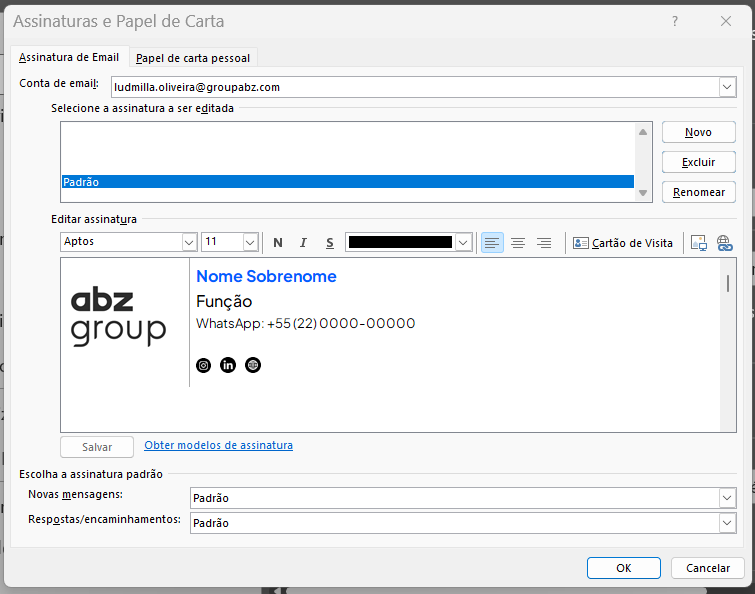 Assinaturas e Papel de Carta
?
Assinatura de Email
Papel de carta pessoal
Conta de email:
ludmilla.oliveira@groupabz.com
Selecione a assinatura a ser editada
Padrão
Novo
Excluir
Renomear
Editar assinatura
Aptos
11
N
I
S
Cartão de Visita
abz
group
Nome Sobrenome
Função
WhatsApp: +55 (22) 0000-00000
in
Salvar
Obter modelos de assinatura
Escolha a assinatura padrão
Novas mensagens:
Padrão
Respostas/encaminhamentos:
Padrão
OK
Cancelar